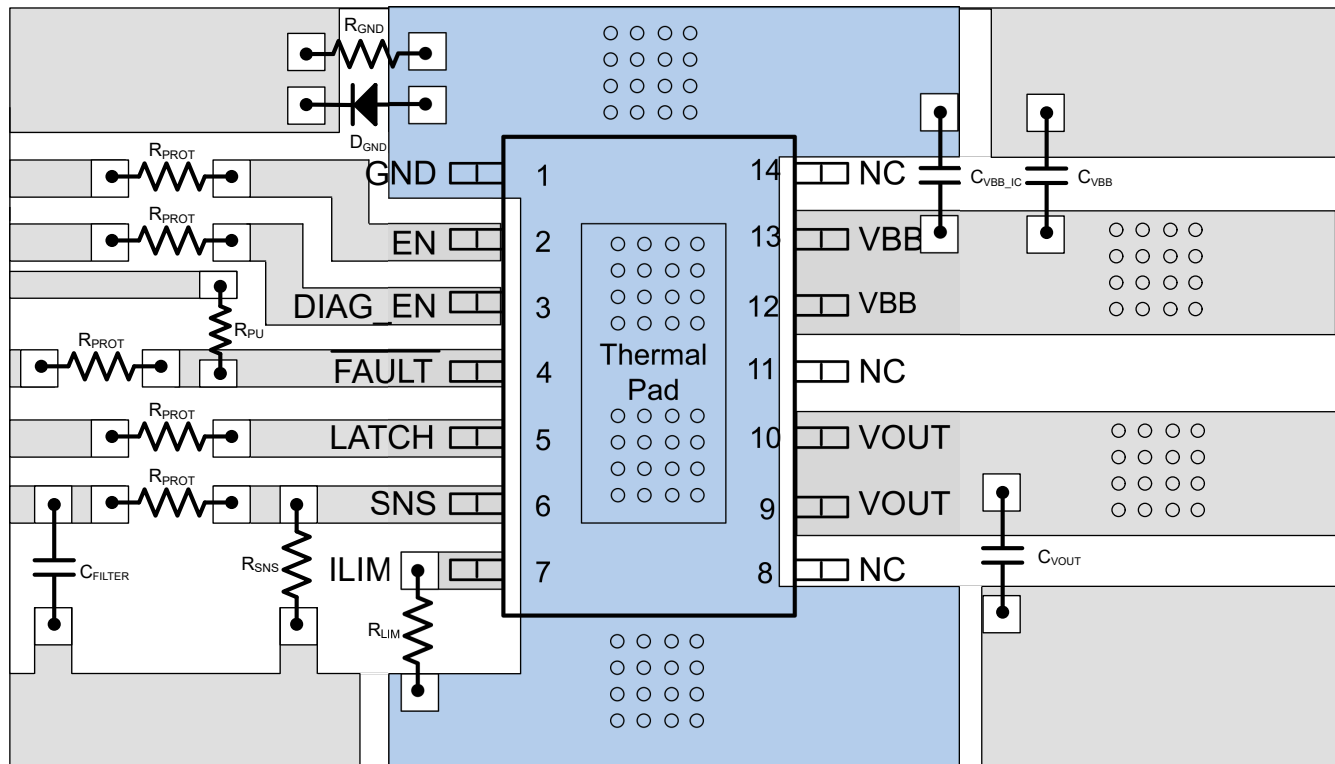 RGND
DGND
RPROT
GND
1
14
NC
CVBB_IC
CVBB
RPROT
EN
2
13
VBB
DIAG_EN
3
12
VBB
RPU
RPROT
FAULT
4
Thermal
Pad
11
NC
RPROT
LATCH
5
10
VOUT
RPROT
SNS
6
9
VOUT
CFILTER
RSNS
ILIM
7
8
NC
CVOUT
RLIM